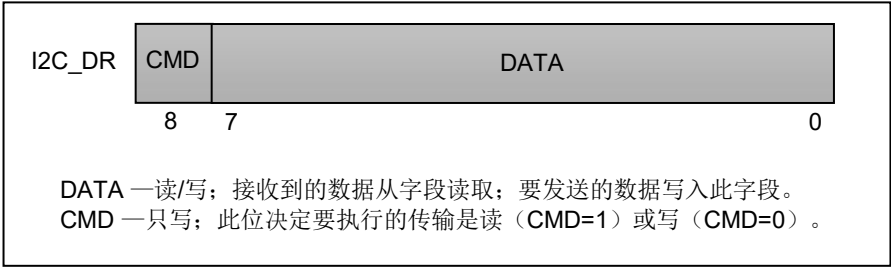 I2C_DR CMD DATA
8 7 0
DATA —读/写；接收到的数据从字段读取；要发送的数据写入此字段。
CMD —只写；此位决定要执行的传输是读（CMD=1）或写（CMD=0）。